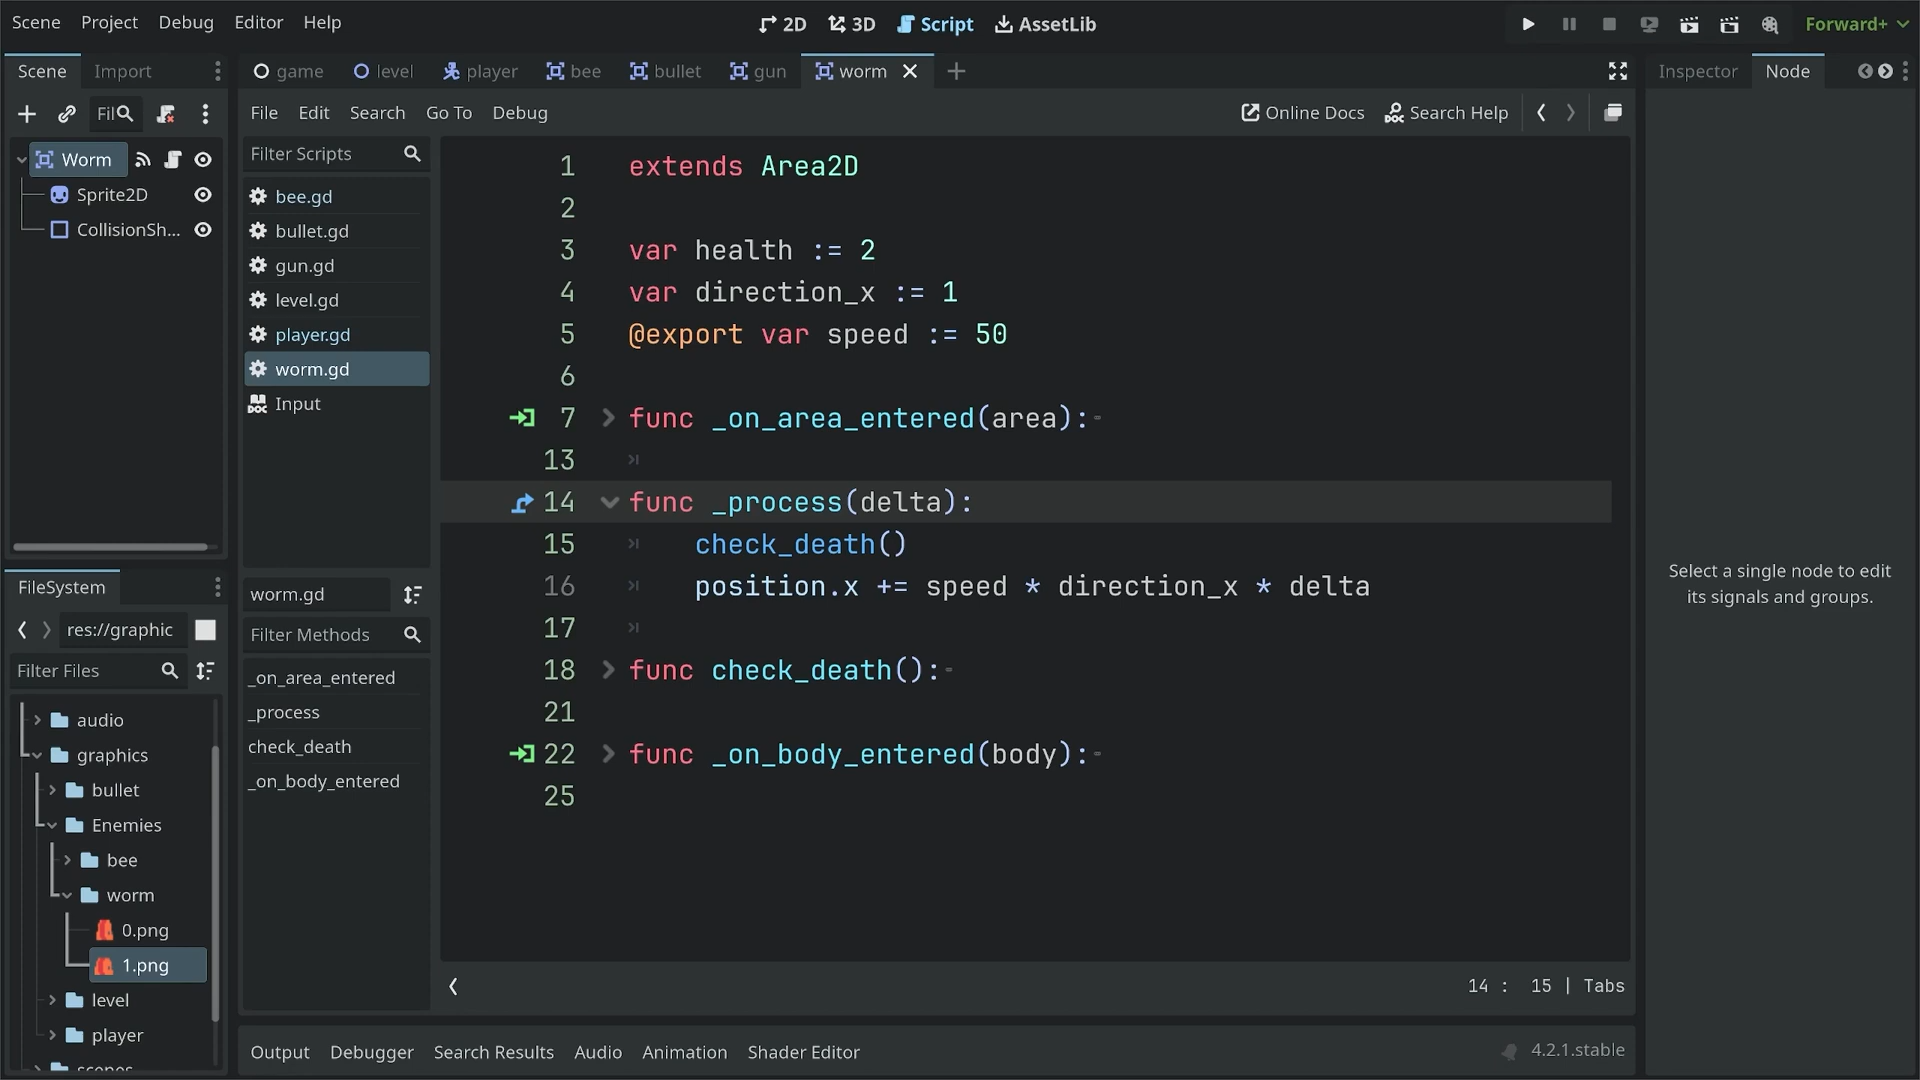 Scene Project Debug Editor Help
2D 3D Script AssetLib
Forward+
Scene Import
game level player bee bullet gun worm
Inspector Node
Fil
File Edit Search Go To Debug
Online Docs Search Help
Worm
Sprite2D
CollisionSh...
Filter Scripts
bee.gd
bullet.gd
gun.gd
level.gd
player.gd
worm.gd
Input
worm.gd
Filter Methods
_on_area_entered
_process
check_death
_on_body_entered
1 extends Area2D
2
3 var health := 2
4 var direction_x := 1
5 @export var speed := 50
6
7 func _on_area_entered(area):
13
14 func _process(delta):
15 check_death()
16 position.x += speed * direction_x * delta
17
18 func check_death():
21
22 func _on_body_entered(body):
25
14 : 15 | Tabs
Select a single node to edit
its signals and groups.
FileSystem
res://graphic
Filter Files
audio
graphics
bullet
Enemies
bee
worm
0.png
1.png
level
player
scenes
Output Debugger Search Results Audio Animation Shader Editor
4.2.1.stable